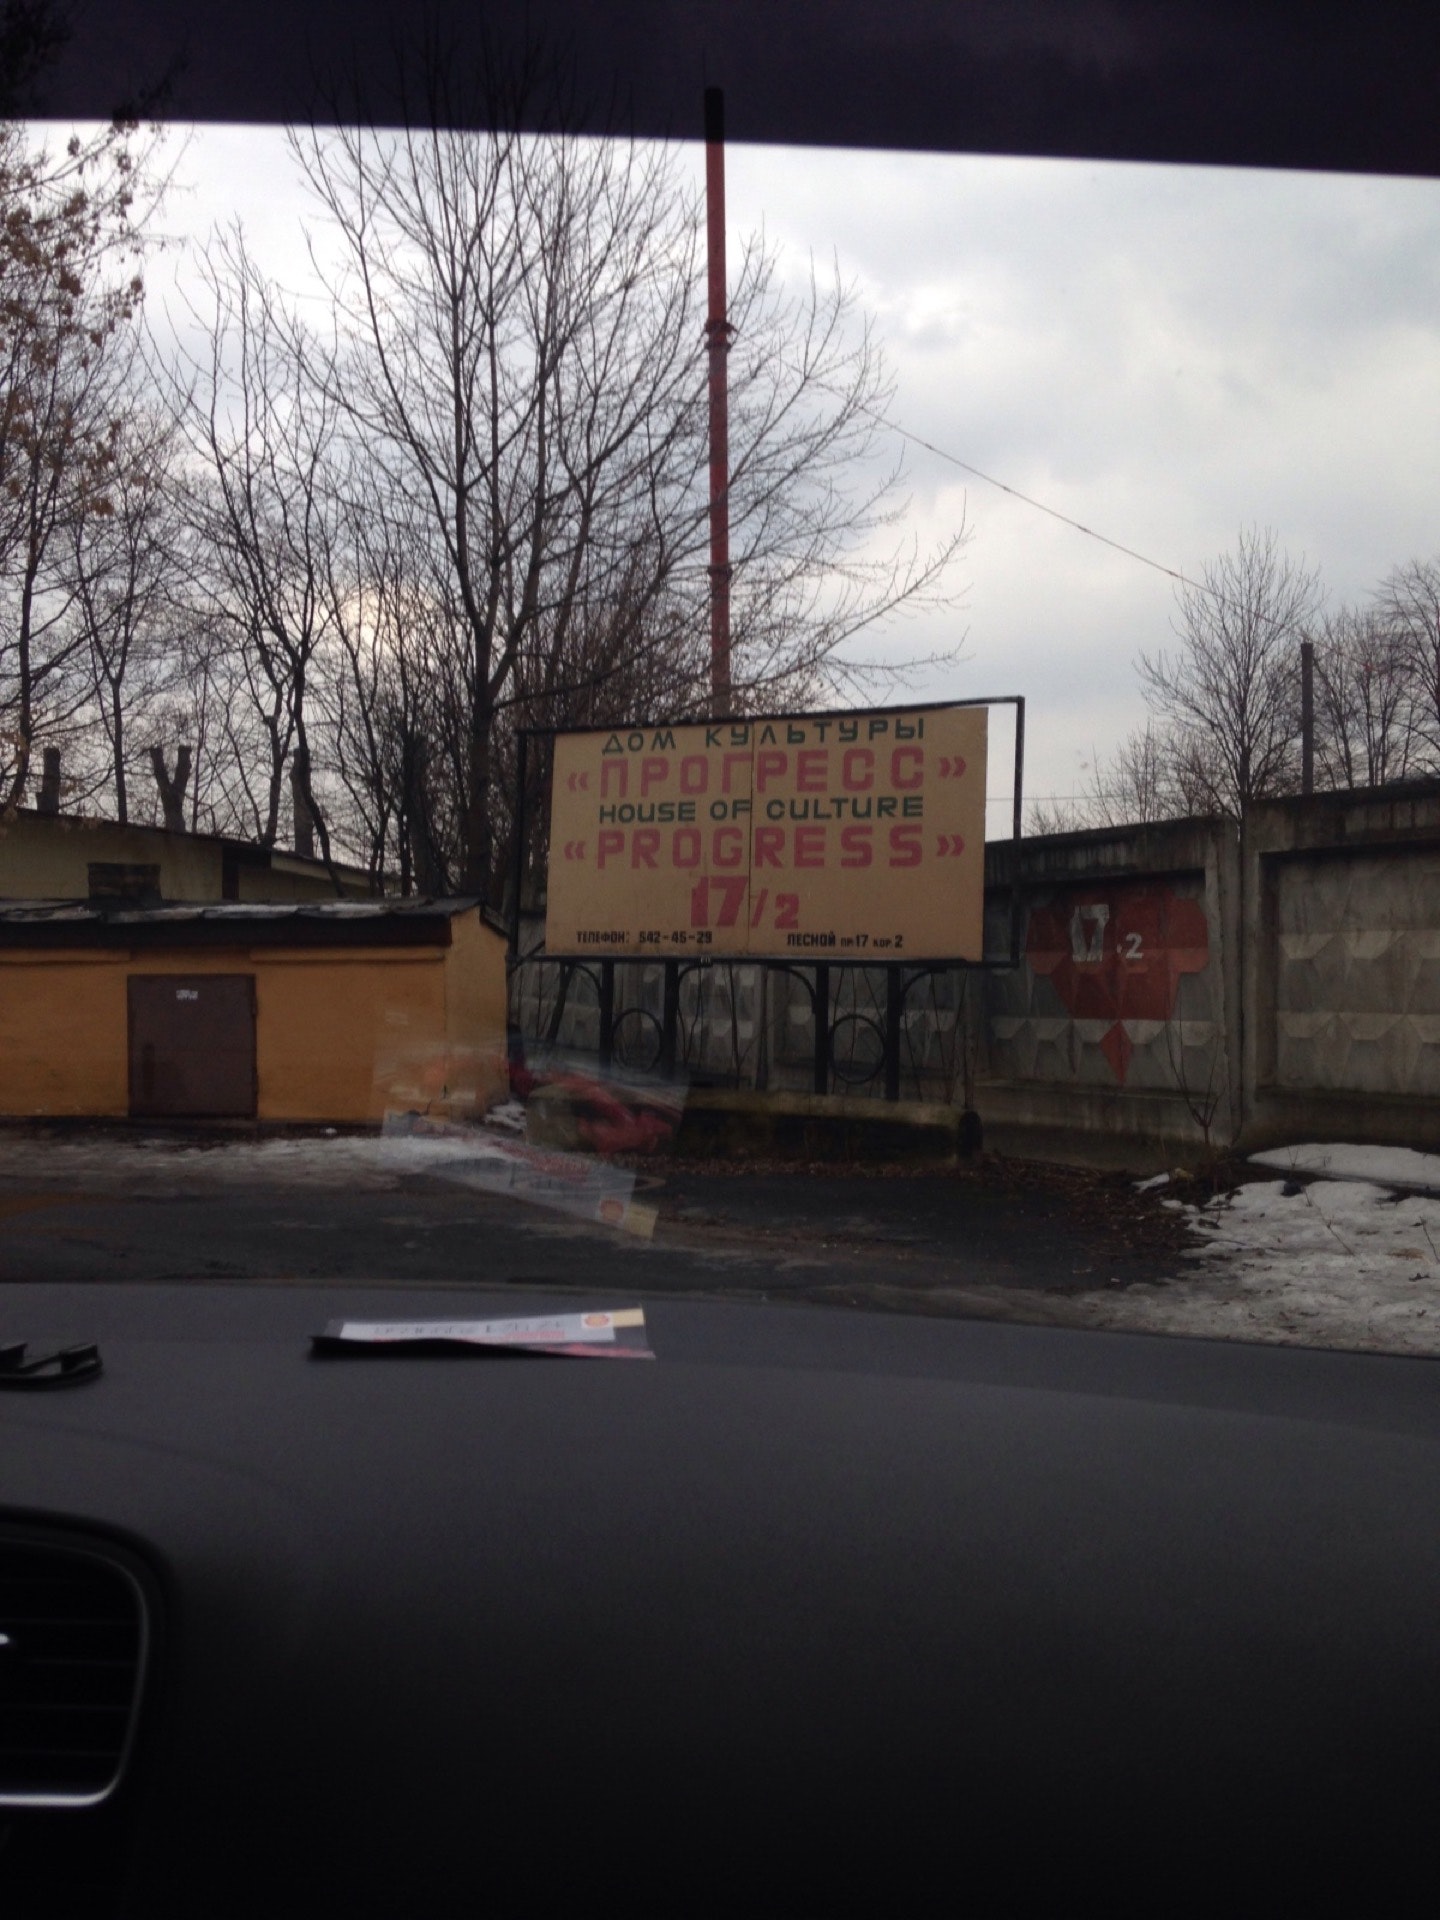 ДОМ КУЛЬТУРЫ
«ПРОГРЕСС»
HOUSE OF CULTURE
«PROGRESS»
17/2
ТЕЛЕФОН: 542-45-29
ЛЕСНОЙ ПР. 17 КОР. 2
17.2